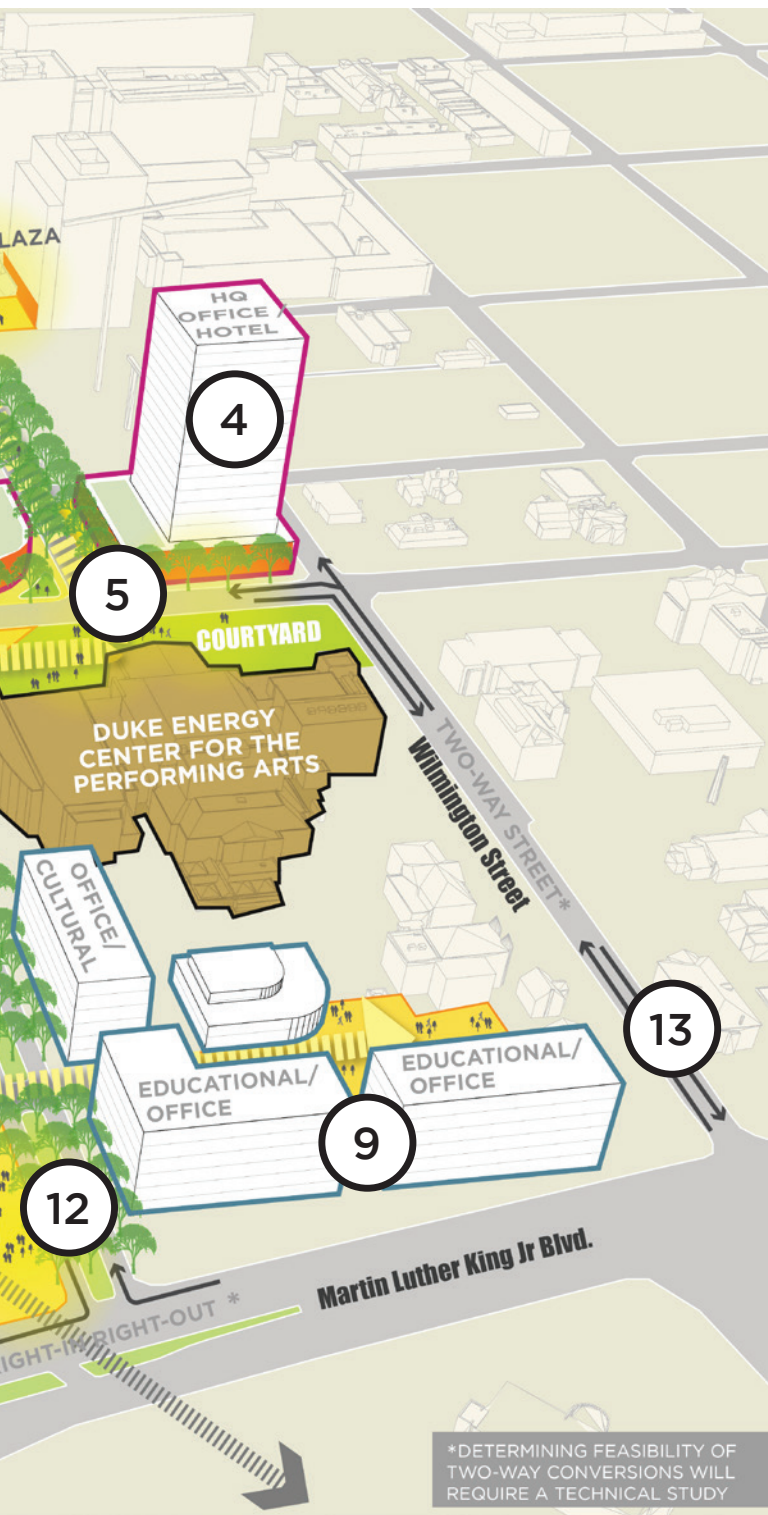 LAZA
HQ
OFFICE /
HOTEL
4
5
COURTYARD
DUKE ENERGY
CENTER FOR THE
PERFORMING ARTS
TWO-WAY STREET*
Wilmington Street
OFFICE/
CULTURAL
13
EDUCATIONAL/
OFFICE
EDUCATIONAL/
OFFICE
9
12
Martin Luther King Jr Blvd.
IGHT-IN RIGHT-OUT *
*DETERMINING FEASIBILITY OF
TWO-WAY CONVERSIONS WILL
REQUIRE A TECHNICAL STUDY